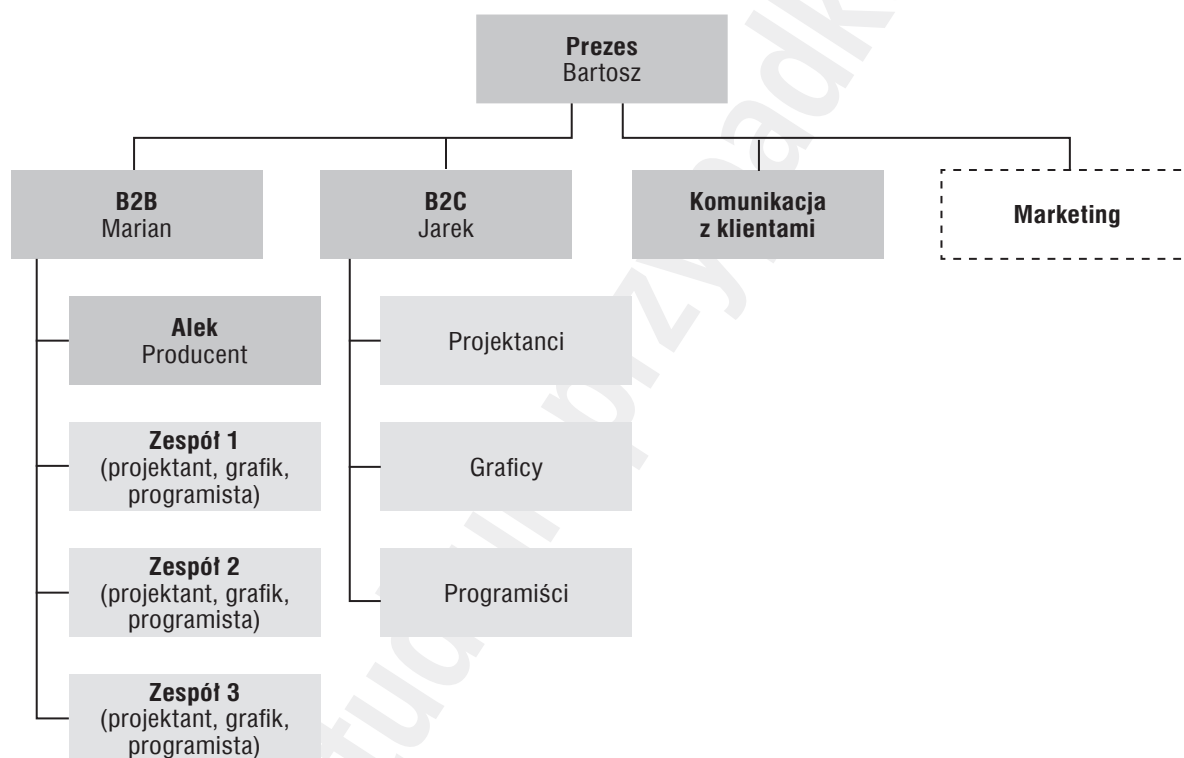 Prezes
Bartosz
B2B
Marian
B2C
Jarek
Komunikacja
z klientami
Marketing
Alek
Producent
Projektanci
Zespół 1
(projektant, grafik,
programista)
Graficy
Zespół 2
(projektant, grafik,
programista)
Programiści
Zespół 3
(projektant, grafik,
programista)